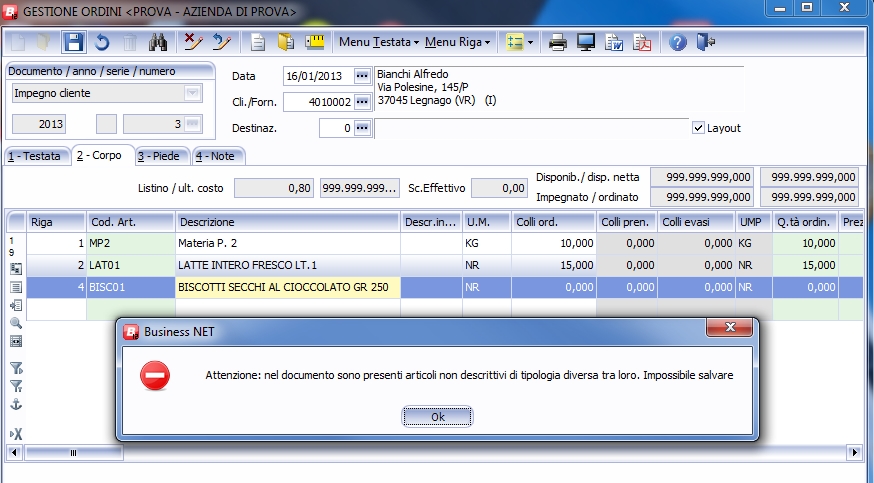 GESTIONE ORDINI <PROVA - AZIENDA DI PROVA>
Menu Testata Menu Riga
Documento / anno / serie / numero
Impegno cliente
2013 3
Data 16/01/2013
Cli./Forn. 4010002
Destinaz. 0
Bianchi Alfredo
Via Polesine, 145/P
37045 Legnago (VR) (I)
Layout
1 - Testata 2 - Corpo 3 - Piede 4 - Note
Listino / ult. costo 0,80 999.999.999... Sc.Effettivo 0,00
Disponib./ disp. netta 999.999.999,000 999.999.999,000
Impegnato / ordinato 999.999.999,000 999.999.999,000
Riga Cod. Art. Descrizione Descr.in... U.M. Colli ord. Colli pren. Colli evasi UMP Q.tà ordin. Prez
1 MP2 Materia P. 2 KG 10,000 0,000 0,000 KG 10,000
2 LAT01 LATTE INTERO FRESCO LT.1 NR 15,000 0,000 0,000 NR 15,000
4 BISC01 BISCOTTI SECCHI AL CIOCCOLATO GR 250 NR 0,000 0,000 0,000 NR 0,000
1
9
Business NET
Attenzione: nel documento sono presenti articoli non descrittivi di tipologia diversa tra loro. Impossibile salvare
Ok